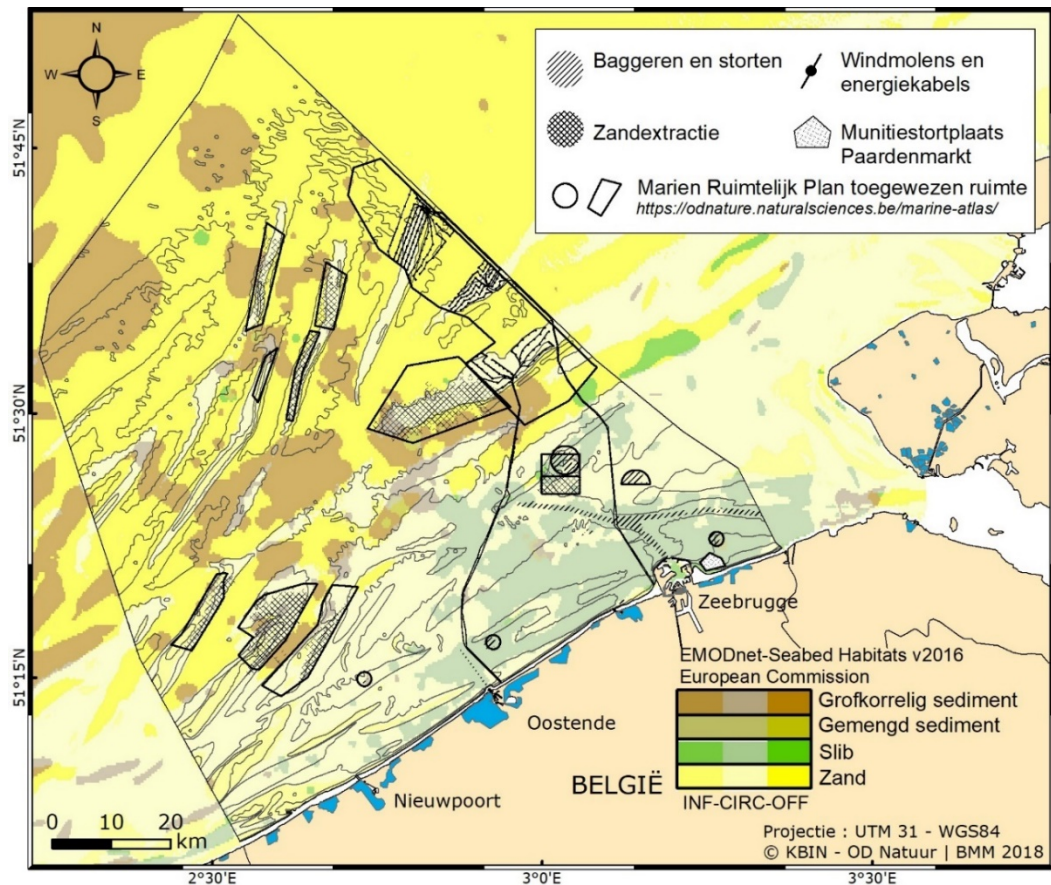 N
W E
S
Baggeren en storten
Windmolens en
energiekabels
Zandextractie
Munitiestortplaats
Paardenmarkt
Marien Ruimtelijk Plan toegewezen ruimte
https://odnature.naturalsciences.be/marine-atlas/
51°45'N
51°30'N
51°15'N
Zeebrugge
Oostende
Nieuwpoort
BELGIË
EMODnet-Seabed Habitats v2016
European Commission
Grofkorrelig sediment
Gemengd sediment
Slib
Zand
INF-CIRC-OFF
0 10 20
km
Projectie : UTM 31 - WGS84
© KBIN - OD Natuur | BMM 2018
2°30'E 3°0'E 3°30'E